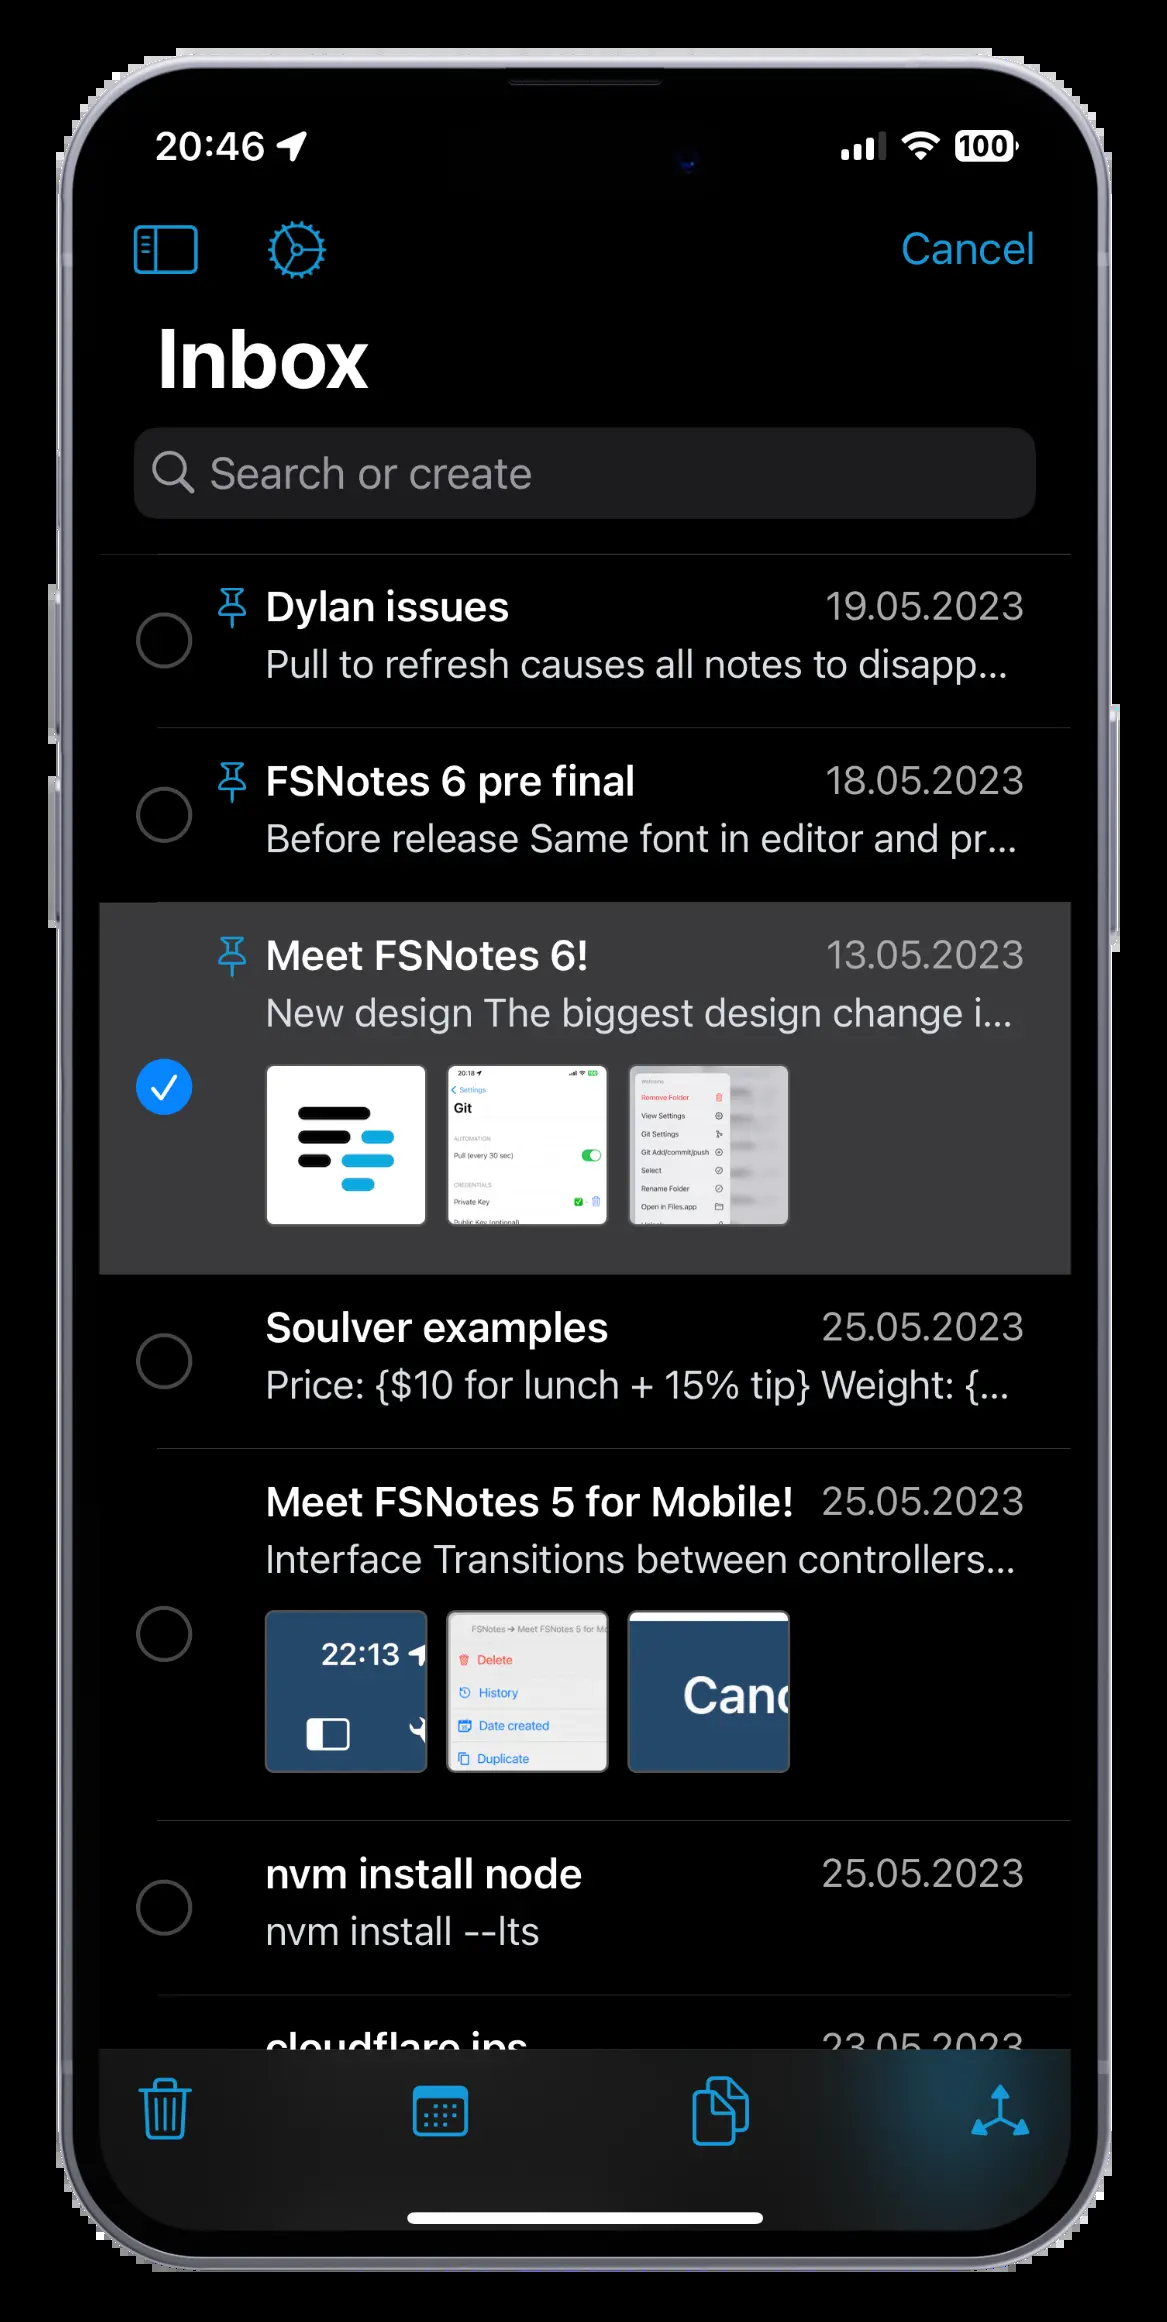 20:46
100
Cancel
Inbox
Search or create
Dylan issues 19.05.2023
Pull to refresh causes all notes to disapp...
FSNotes 6 pre final 18.05.2023
Before release Same font in editor and pr...
Meet FSNotes 6! 13.05.2023
New design The biggest design change i...
20:18
Settings
Git
AUTOMATION
Pull (every 30 sec)
CREDENTIALS
Private Key
Public Key (optional)
Welcome
Remove Folder
View Settings
Git Settings
Git Add/commit/push
Select
Rename Folder
Open in Files.app
Soulver examples 25.05.2023
Price: {$10 for lunch + 15% tip} Weight: {...
Meet FSNotes 5 for Mobile! 25.05.2023
Interface Transitions between controllers...
22:13
FSNotes → Meet FSNotes 5 for Mo
Delete
History
Date created
Duplicate
Canc
nvm install node 25.05.2023
nvm install --lts
cloudflare ips 23.05.2023